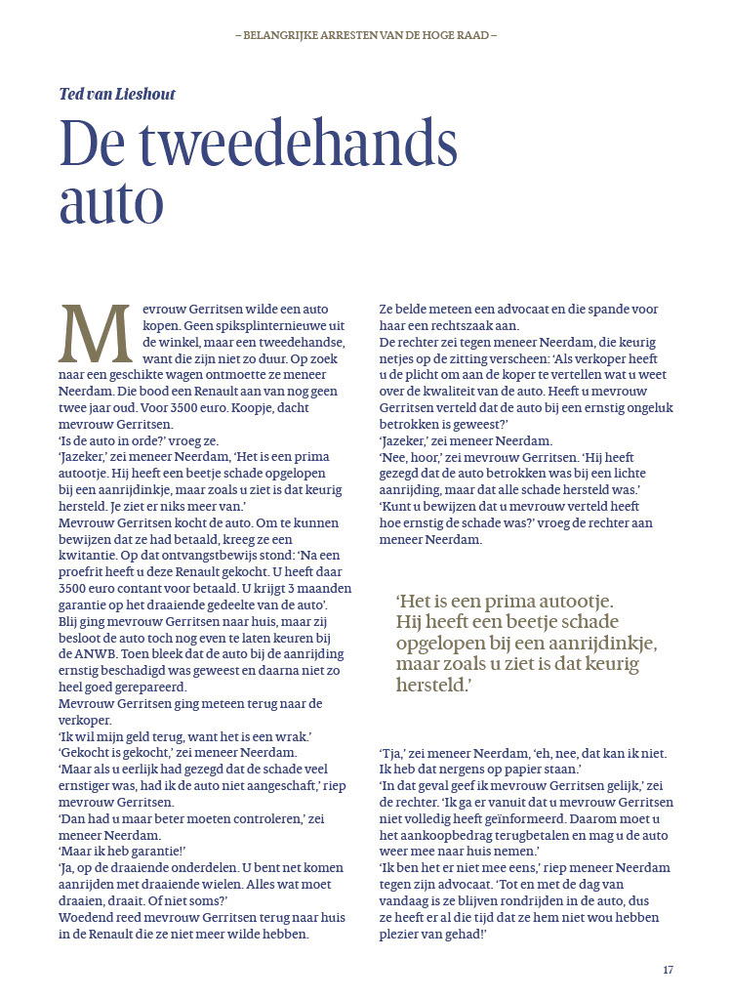 – BELANGRIJKE ARRESTEN VAN DE HOGE RAAD –
Ted van Lieshout
De tweedehands
auto
Mevrouw Gerritsen wilde een auto
kopen. Geen spiksplinternieuwe uit
de winkel, maar een tweedehandse,
want die zijn niet zo duur. Op zoek
naar een geschikte wagen ontmoette ze meneer
Neerdam. Die bood een Renault aan van nog geen
twee jaar oud. Voor 3500 euro. Koopje, dacht
mevrouw Gerritsen.
‘Is de auto in orde?’ vroeg ze.
‘Jazeker,’ zei meneer Neerdam, ‘Het is een prima
autootje. Hij heeft een beetje schade opgelopen
bij een aanrijdinkje, maar zoals u ziet is dat keurig
hersteld. Je ziet er niks meer van.’
Mevrouw Gerritsen kocht de auto. Om te kunnen
bewijzen dat ze had betaald, kreeg ze een
kwitantie. Op dat ontvangstbewijs stond: ‘Na een
proefrit heeft u deze Renault gekocht. U heeft daar
3500 euro contant voor betaald. U krijgt 3 maanden
garantie op het draaiende gedeelte van de auto’.
Blij ging mevrouw Gerritsen naar huis, maar zij
besloot de auto toch nog even te laten keuren bij
de ANWB. Toen bleek dat de auto bij de aanrijding
ernstig beschadigd was geweest en daarna niet zo
heel goed gerepareerd.
Mevrouw Gerritsen ging meteen terug naar de
verkoper.
‘Ik wil mijn geld terug, want het is een wrak.’
‘Gekocht is gekocht,’ zei meneer Neerdam.
‘Maar als u eerlijk had gezegd dat de schade veel
ernstiger was, had ik de auto niet aangeschaft,’ riep
mevrouw Gerritsen.
‘Dan had u maar beter moeten controleren,’ zei
meneer Neerdam.
‘Maar ik heb garantie!’
‘Ja, op de draaiende onderdelen. U bent net komen
aanrijden met draaiende wielen. Alles wat moet
draaien, draait. Of niet soms?’
Woedend reed mevrouw Gerritsen terug naar huis
in de Renault die ze niet meer wilde hebben.
Ze belde meteen een advocaat en die spande voor
haar een rechtszaak aan.
De rechter zei tegen meneer Neerdam, die keurig
netjes op de zitting verscheen: ‘Als verkoper heeft
u de plicht om aan de koper te vertellen wat u weet
over de kwaliteit van de auto. Heeft u mevrouw
Gerritsen verteld dat de auto bij een ernstig ongeluk
betrokken is geweest?’
‘Jazeker,’ zei meneer Neerdam.
‘Nee, hoor,’ zei mevrouw Gerritsen. ‘Hij heeft
gezegd dat de auto betrokken was bij een lichte
aanrijding, maar dat alle schade hersteld was.’
‘Kunt u bewijzen dat u mevrouw verteld heeft
hoe ernstig de schade was?’ vroeg de rechter aan
meneer Neerdam.
‘Het is een prima autootje.
Hij heeft een beetje schade
opgelopen bij een aanrijdinkje,
maar zoals u ziet is dat keurig
hersteld.’
‘Tja,’ zei meneer Neerdam, ‘eh, nee, dat kan ik niet.
Ik heb dat nergens op papier staan.’
‘In dat geval geef ik mevrouw Gerritsen gelijk,’ zei
de rechter. ‘Ik ga er vanuit dat u mevrouw Gerritsen
niet volledig heeft geïnformeerd. Daarom moet u
het aankoopbedrag terugbetalen en mag u de auto
weer mee naar huis nemen.’
‘Ik ben het er niet mee eens,’ riep meneer Neerdam
tegen zijn advocaat. ‘Tot en met de dag van
vandaag is ze blijven rondrijden in de auto, dus
ze heeft er al die tijd dat ze hem niet wou hebben
plezier van gehad!’
17